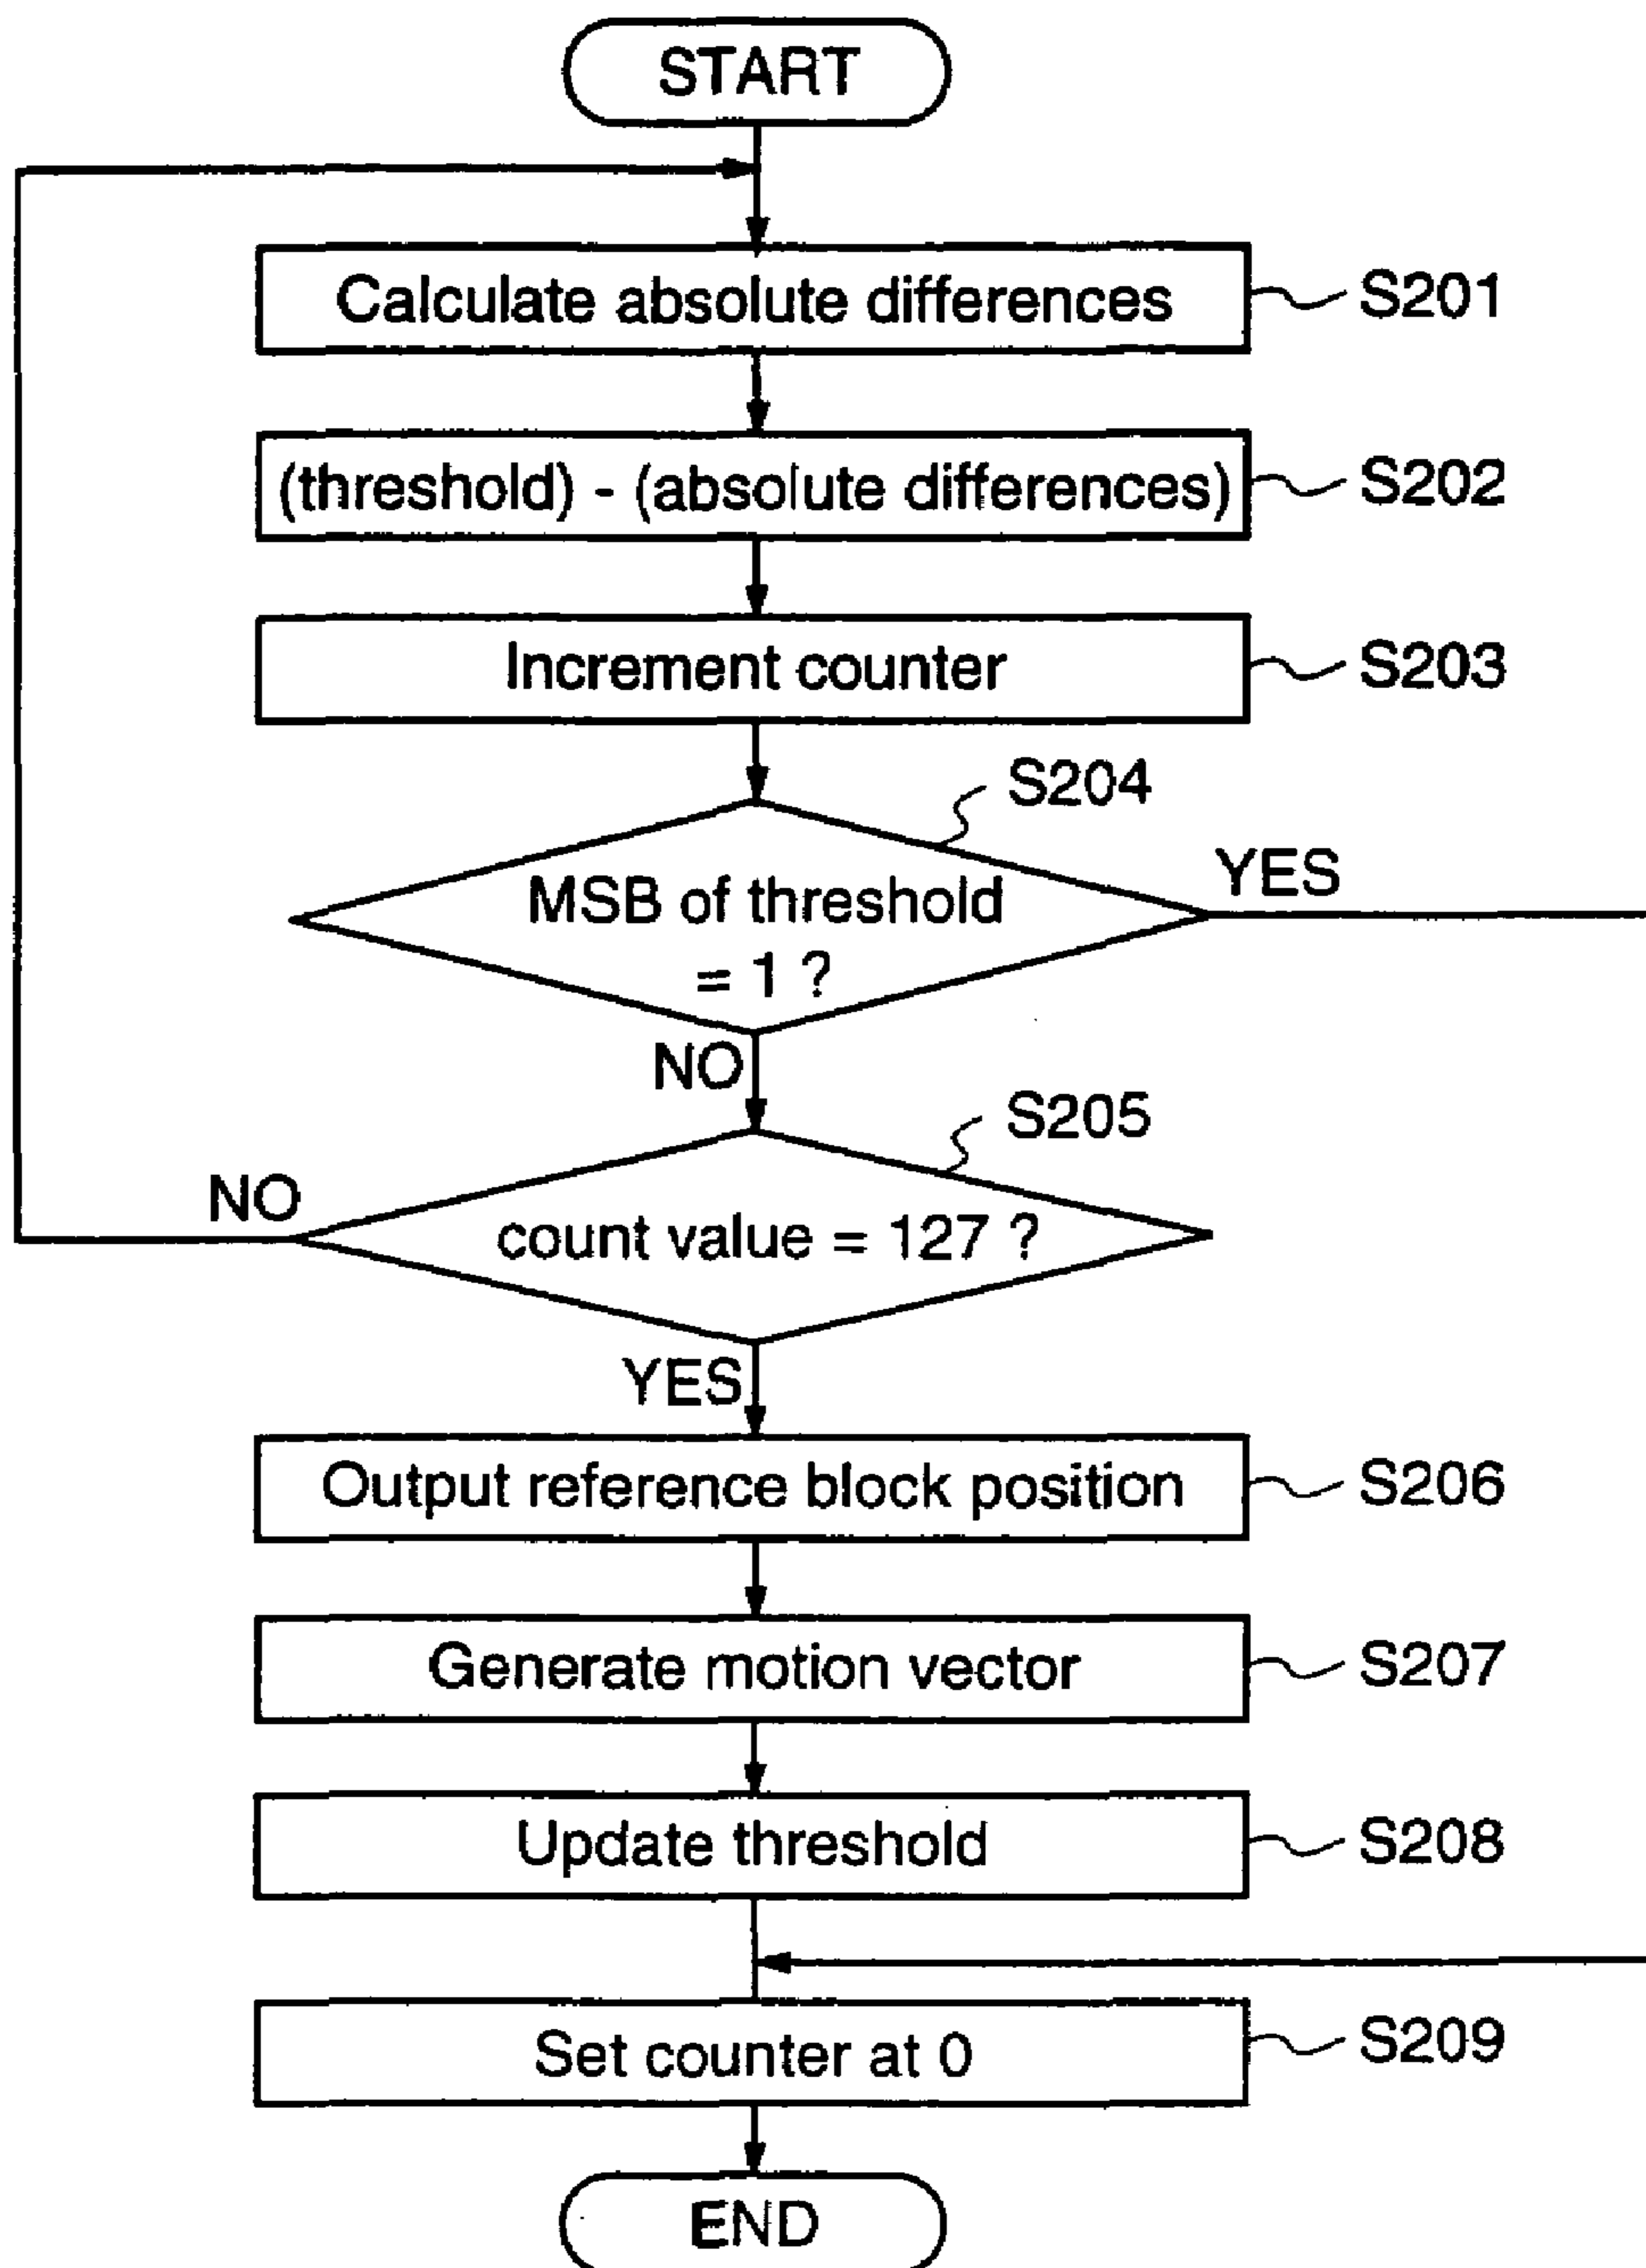 START
Calculate absolute differences
S201
(threshold) - (absolute differences)
S202
Increment counter
S203
S204
MSB of threshold
= 1 ?
YES
NO
S205
NO
count value = 127 ?
YES
Output reference block position
S206
Generate motion vector
S207
Update threshold
S208
Set counter at 0
S209
END